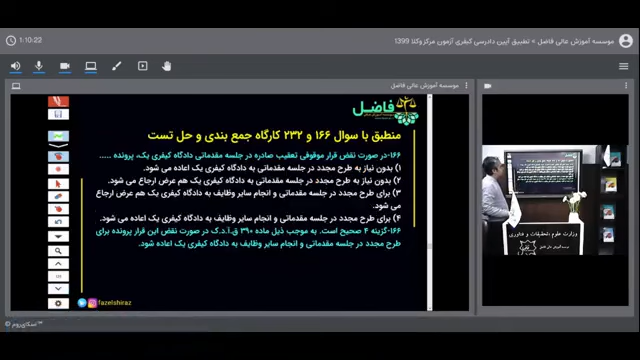 1:10:22
موسسه آموزش عالی فاضل » تطبیق آیین دادرسی کیفری آزمون مرکز وکلا 1399
موسسه آموزش عالی فاضل
فاضل
منطبق با سوال ۱۶۶ و ۲۳۲ کارگاه جمع بندی و حل تست
۱۶۶-در صورت نقض قرار موقوفی تعقیب صادره در جلسه مقدماتی دادگاه کیفری یک، پرونده .....
۱) بدون نیاز به طرح مجدد در جلسه مقدماتی به دادگاه کیفری یک اعاده می شود.
۲) بدون نیاز به طرح مجدد در جلسه مقدماتی به دادگاه کیفری یک هم عرض ارجاع می شود.
۳) برای طرح مجدد در جلسه مقدماتی و انجام سایر وظایف به دادگاه کیفری یک هم عرض ارجاع
می شود.
۴) برای طرح مجدد در جلسه مقدماتی و انجام سایر وظایف به دادگاه کیفری یک اعاده می شود.
۱۶۶-گزینه ۴ صحیح است. به موجب ذیل ماده ۳۹۰ ق.آ.د.ک در صورت نقض این قرار پرونده برای
طرح مجدد در جلسه مقدماتی و انجام سایر وظایف به دادگاه کیفری یک اعاده شود.
fazelshiraz
وزارت علوم، تحقیقات و فناوری
موسسه آموزش عالی فاضل
© اسکای‌روم™